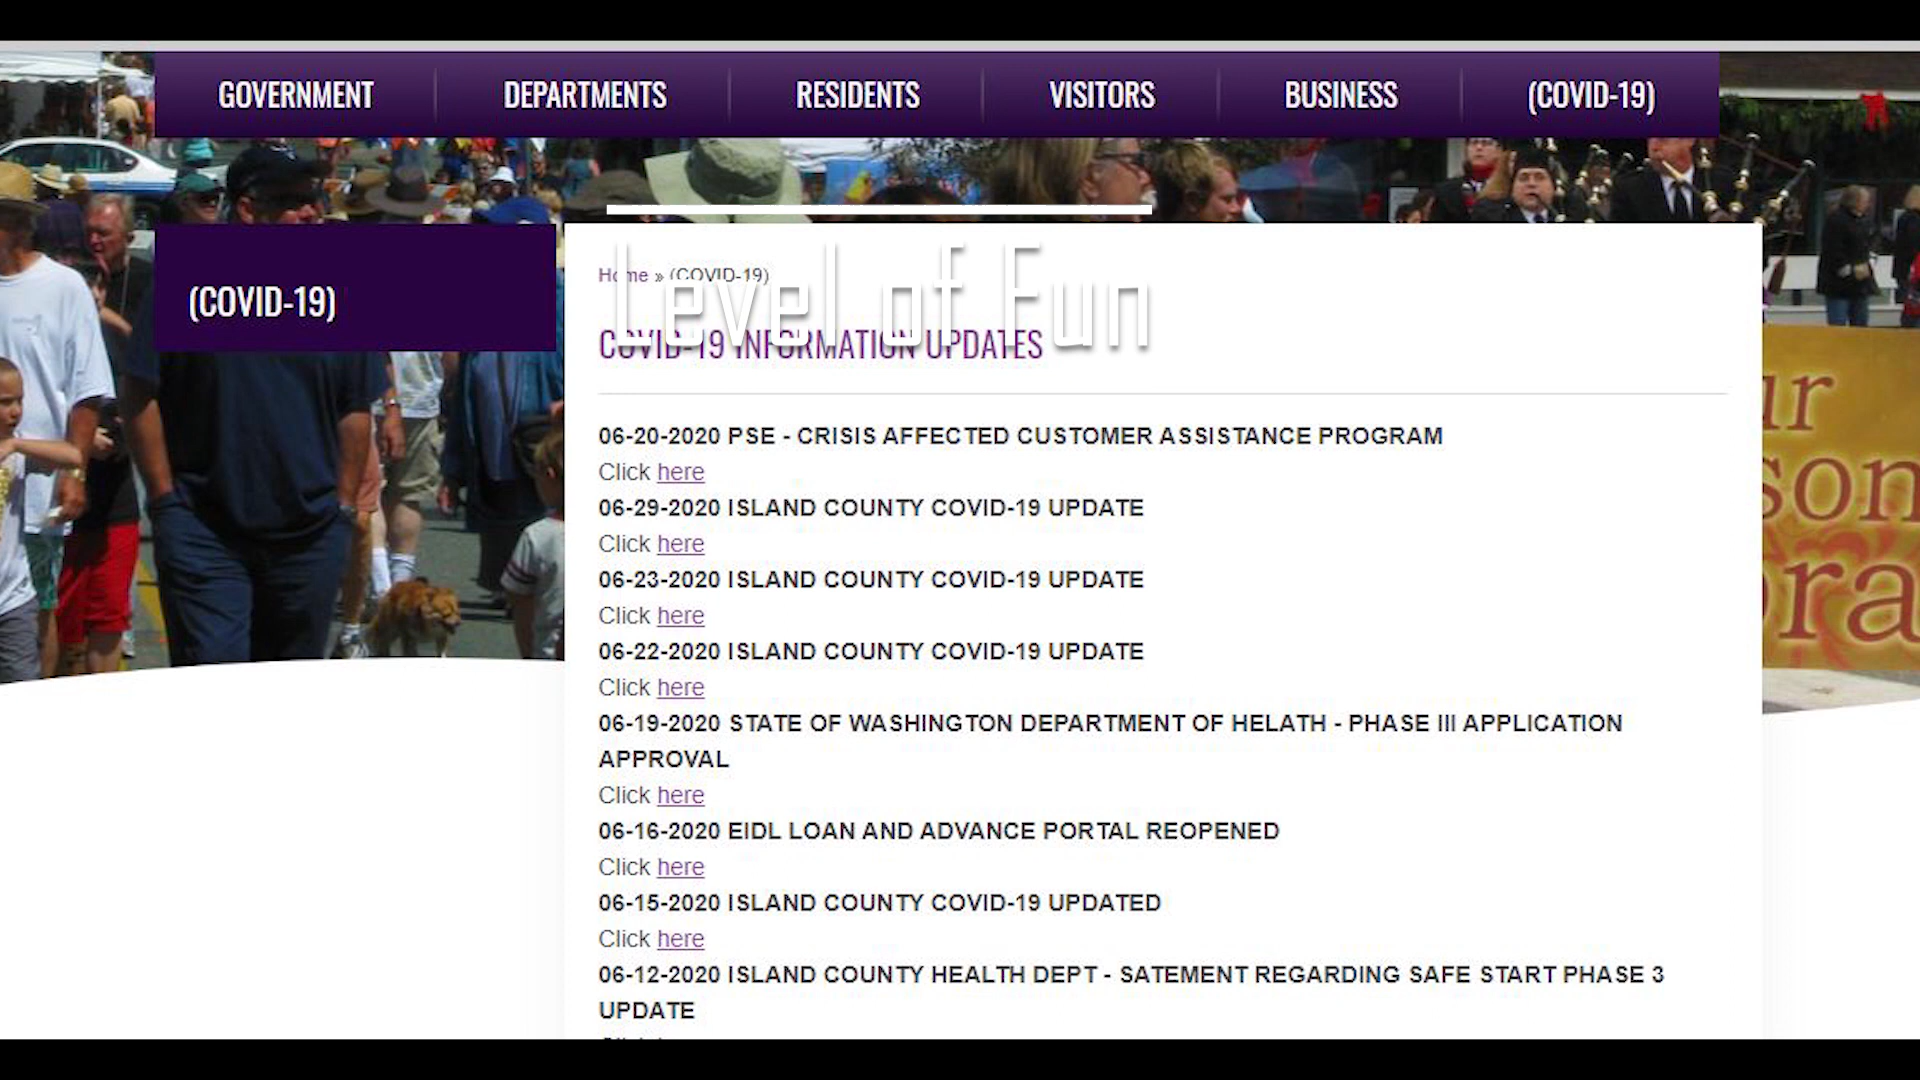 GOVERNMENT DEPARTMENTS RESIDENTS VISITORS BUSINESS (COVID-19)
(COVID-19)
Home » (COVID-19)
Level of Fun
COVID-19 INFORMATION UPDATES
06-20-2020 PSE - CRISIS AFFECTED CUSTOMER ASSISTANCE PROGRAM
Click here
06-29-2020 ISLAND COUNTY COVID-19 UPDATE
Click here
06-23-2020 ISLAND COUNTY COVID-19 UPDATE
Click here
06-22-2020 ISLAND COUNTY COVID-19 UPDATE
Click here
06-19-2020 STATE OF WASHINGTON DEPARTMENT OF HELATH - PHASE III APPLICATION
APPROVAL
Click here
06-16-2020 EIDL LOAN AND ADVANCE PORTAL REOPENED
Click here
06-15-2020 ISLAND COUNTY COVID-19 UPDATED
Click here
06-12-2020 ISLAND COUNTY HEALTH DEPT - SATEMENT REGARDING SAFE START PHASE 3
UPDATE